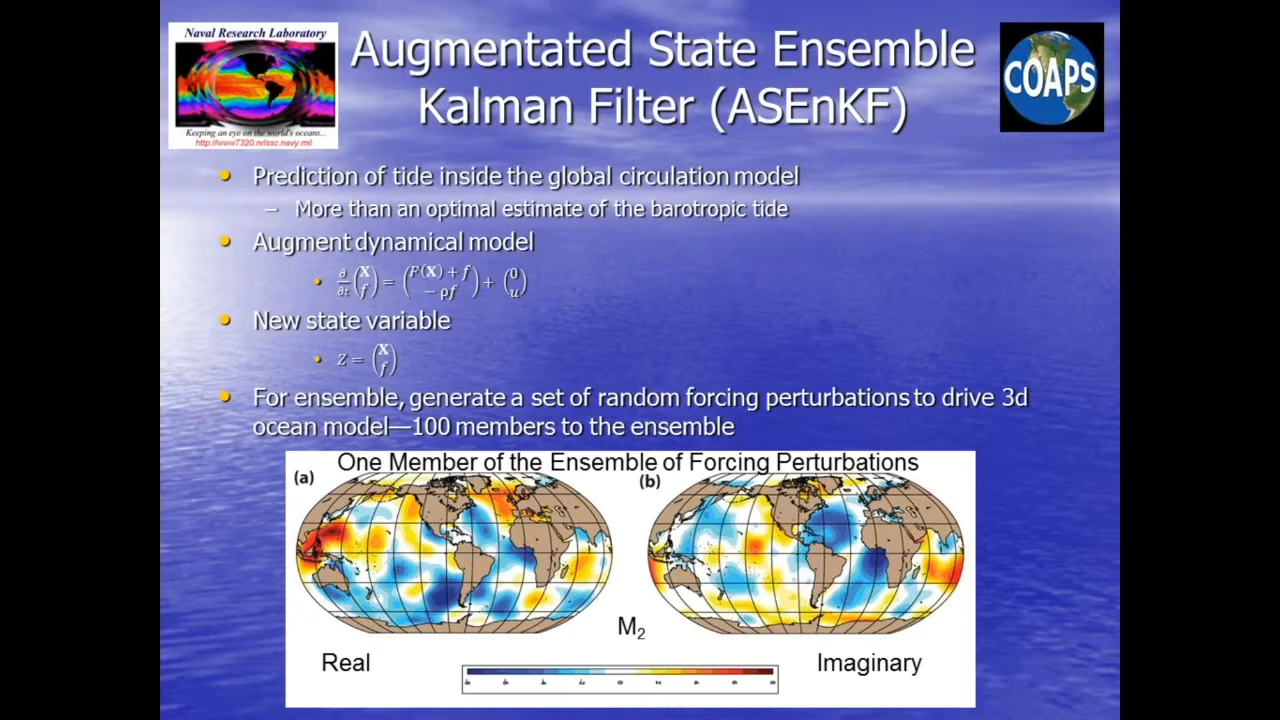 Naval Research Laboratory
Keeping an eye on the world's oceans...
http://www7320.nrlssc.navy.mil
Augmentated State Ensemble
Kalman Filter (ASEnKF)
COAPS
• Prediction of tide inside the global circulation model
– More than an optimal estimate of the barotropic tide
• Augment dynamical model
• ∂/∂t (X f) = (F(X) + f −ρf) + (0 u)
• New state variable
• Z = (X f)
• For ensemble, generate a set of random forcing perturbations to drive 3d
ocean model—100 members to the ensemble
One Member of the Ensemble of Forcing Perturbations
(a) (b)
M₂
Real Imaginary